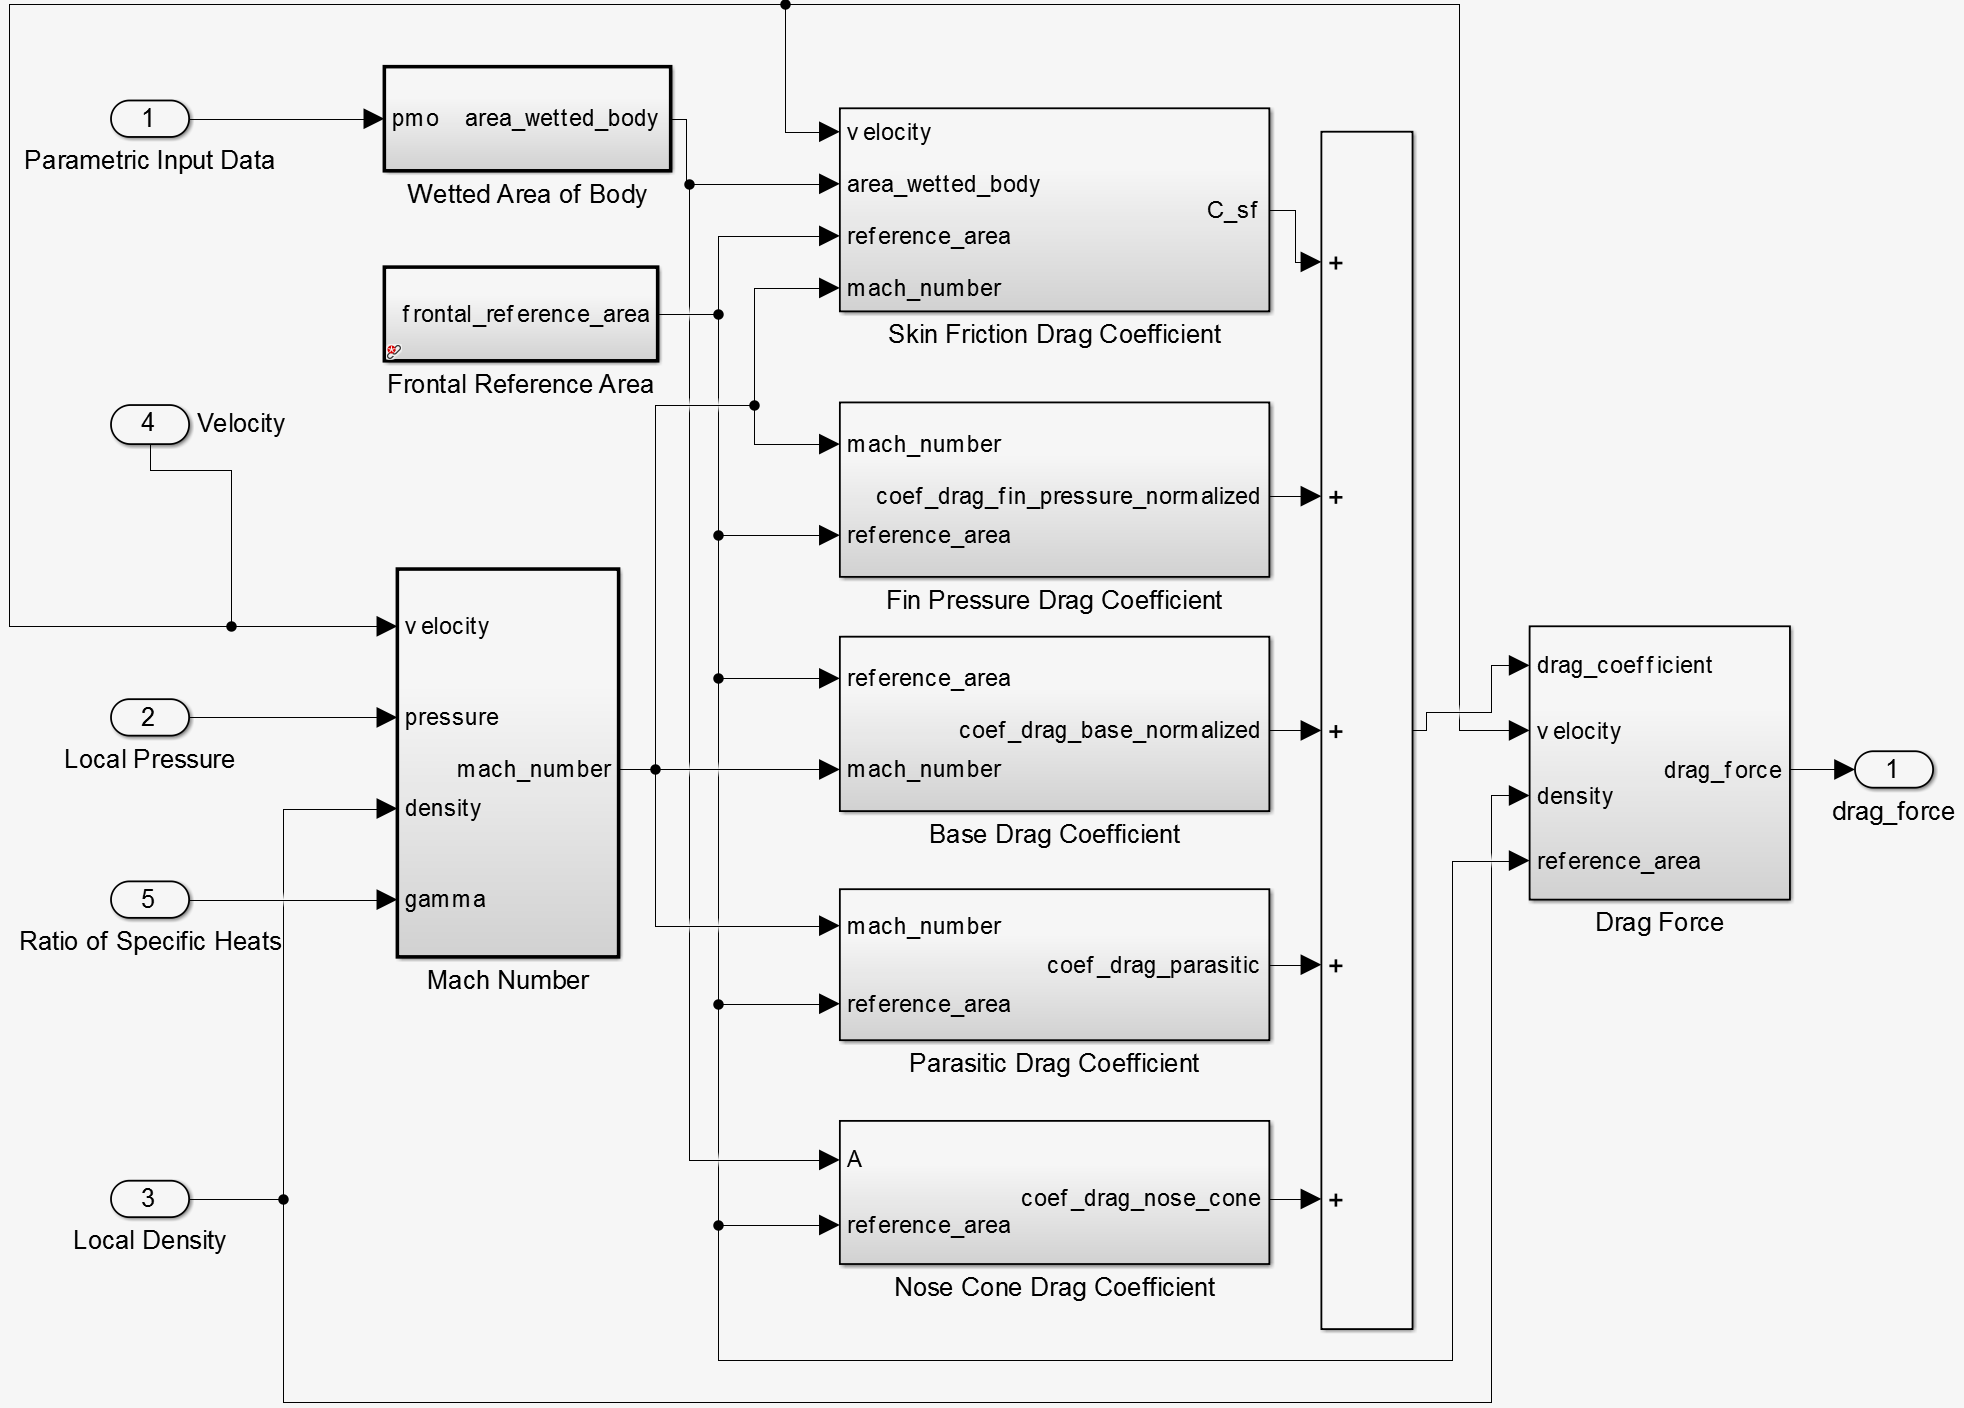 1
Parametric Input Data
pmo area_wetted_body
Wetted Area of Body
frontal_reference_area
Frontal Reference Area
4 Velocity
velocity
pressure
mach_number
density
gamma
Mach Number
2
Local Pressure
5
Ratio of Specific Heats
3
Local Density
velocity
area_wetted_body
C_sf
reference_area
mach_number
Skin Friction Drag Coefficient
mach_number
coef_drag_fin_pressure_normalized
reference_area
Fin Pressure Drag Coefficient
reference_area
coef_drag_base_normalized
mach_number
Base Drag Coefficient
mach_number
coef_drag_parasitic
reference_area
Parasitic Drag Coefficient
A
coef_drag_nose_cone
reference_area
Nose Cone Drag Coefficient
+
+
+
+
+
drag_coefficient
velocity
drag_force
density
reference_area
Drag Force
1
drag_force